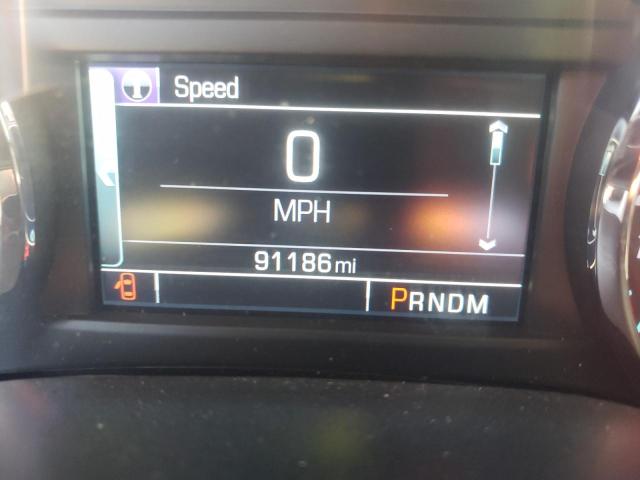 Speed
0
MPH
91186 mi
PRNDM